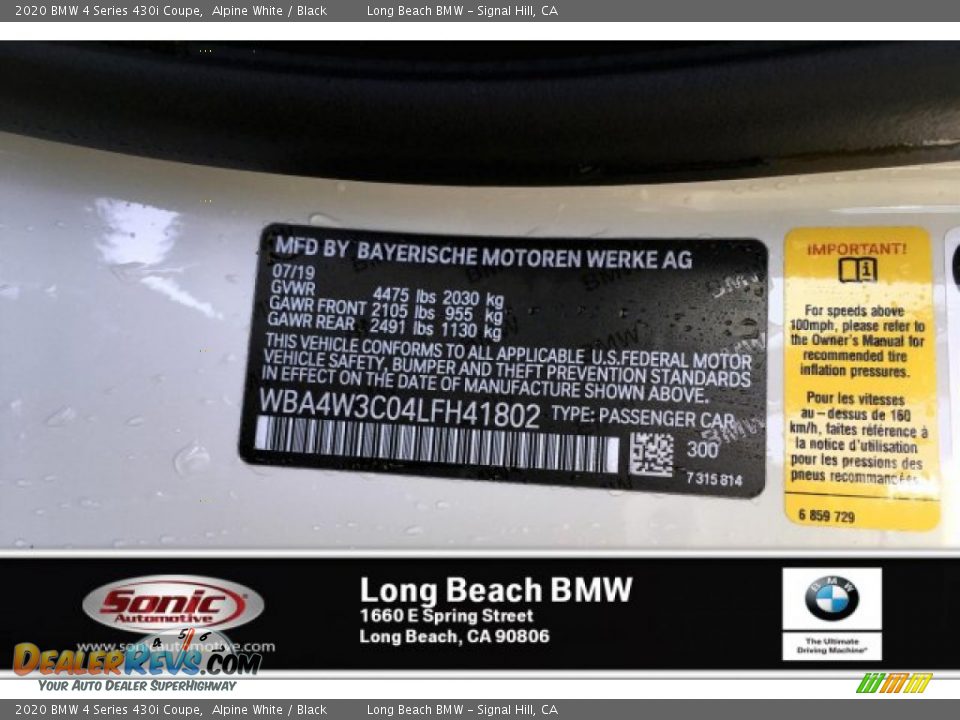 2020 BMW 4 Series 430i Coupe, Alpine White / Black Long Beach BMW - Signal Hill, CA
MFD BY BAYERISCHE MOTOREN WERKE AG
07/19
GVWR 4475 lbs 2030 kg
GAWR FRONT 2105 lbs 955 kg
GAWR REAR 2491 lbs 1130 kg
THIS VEHICLE CONFORMS TO ALL APPLICABLE U.S.FEDERAL MOTOR
VEHICLE SAFETY, BUMPER AND THEFT PREVENTION STANDARDS
IN EFFECT ON THE DATE OF MANUFACTURE SHOWN ABOVE.
WBA4W3C04LFH41802 TYPE: PASSENGER CAR
300
7 315 814
IMPORTANT!
For speeds above
100mph, please refer to
the Owner's Manual for
recommended tire
inflation pressures.
Pour les vitesses
au-dessus de 160
km/h, faites référence à
la notice d'utilisation
pour les pressions des
pneus recommandées.
6 859 729
Sonic
Automotive
www.sonicautomotive.com
Long Beach BMW
1660 E Spring Street
Long Beach, CA 90806
BMW
The Ultimate
Driving Machine®
4 5 6
DealerRevs.com
Your Auto Dealer SuperHighway
2020 BMW 4 Series 430i Coupe, Alpine White / Black Long Beach BMW - Signal Hill, CA